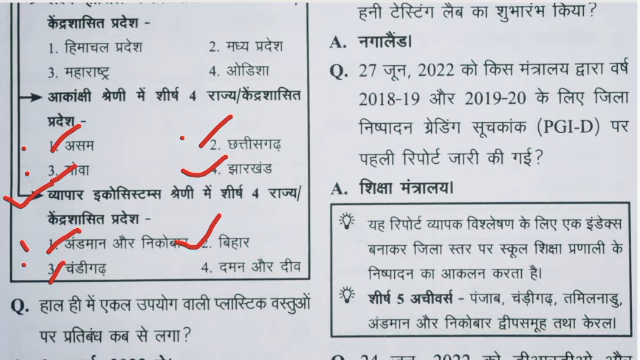 केंद्रशासित प्रदेश -
1. हिमाचल प्रदेश 2. मध्य प्रदेश
3. महाराष्ट्र 4. ओडिशा
आकांक्षी श्रेणी में शीर्ष 4 राज्य/केंद्रशासित
प्रदेश -
1. असम 2. छत्तीसगढ़
3. गोवा 4. झारखंड
व्यापार इकोसिस्टम्स श्रेणी में शीर्ष 4 राज्य/
केंद्रशासित प्रदेश -
1. अंडमान और निकोबार 2. बिहार
3. चंडीगढ़ 4. दमन और दीव
Q. हाल ही में एकल उपयोग वाली प्लास्टिक वस्तुओं
पर प्रतिबंध कब से लगा?
हनी टेस्टिंग लैब का शुभारंभ किया?
A. नगालैंड।
Q. 27 जून, 2022 को किस मंत्रालय द्वारा वर्ष
2018-19 और 2019-20 के लिए जिला
निष्पादन ग्रेडिंग सूचकांक (PGI-D) पर
पहली रिपोर्ट जारी की गई?
A. शिक्षा मंत्रालय।
यह रिपोर्ट व्यापक विश्लेषण के लिए एक इंडेक्स
बनाकर जिला स्तर पर स्कूल शिक्षा प्रणाली के
निष्पादन का आकलन करता है।
शीर्ष 5 अचीवर्स - पंजाब, चंड़ीगढ़, तमिलनाडु,
अंडमान और निकोबार द्वीपसमूह तथा केरल।